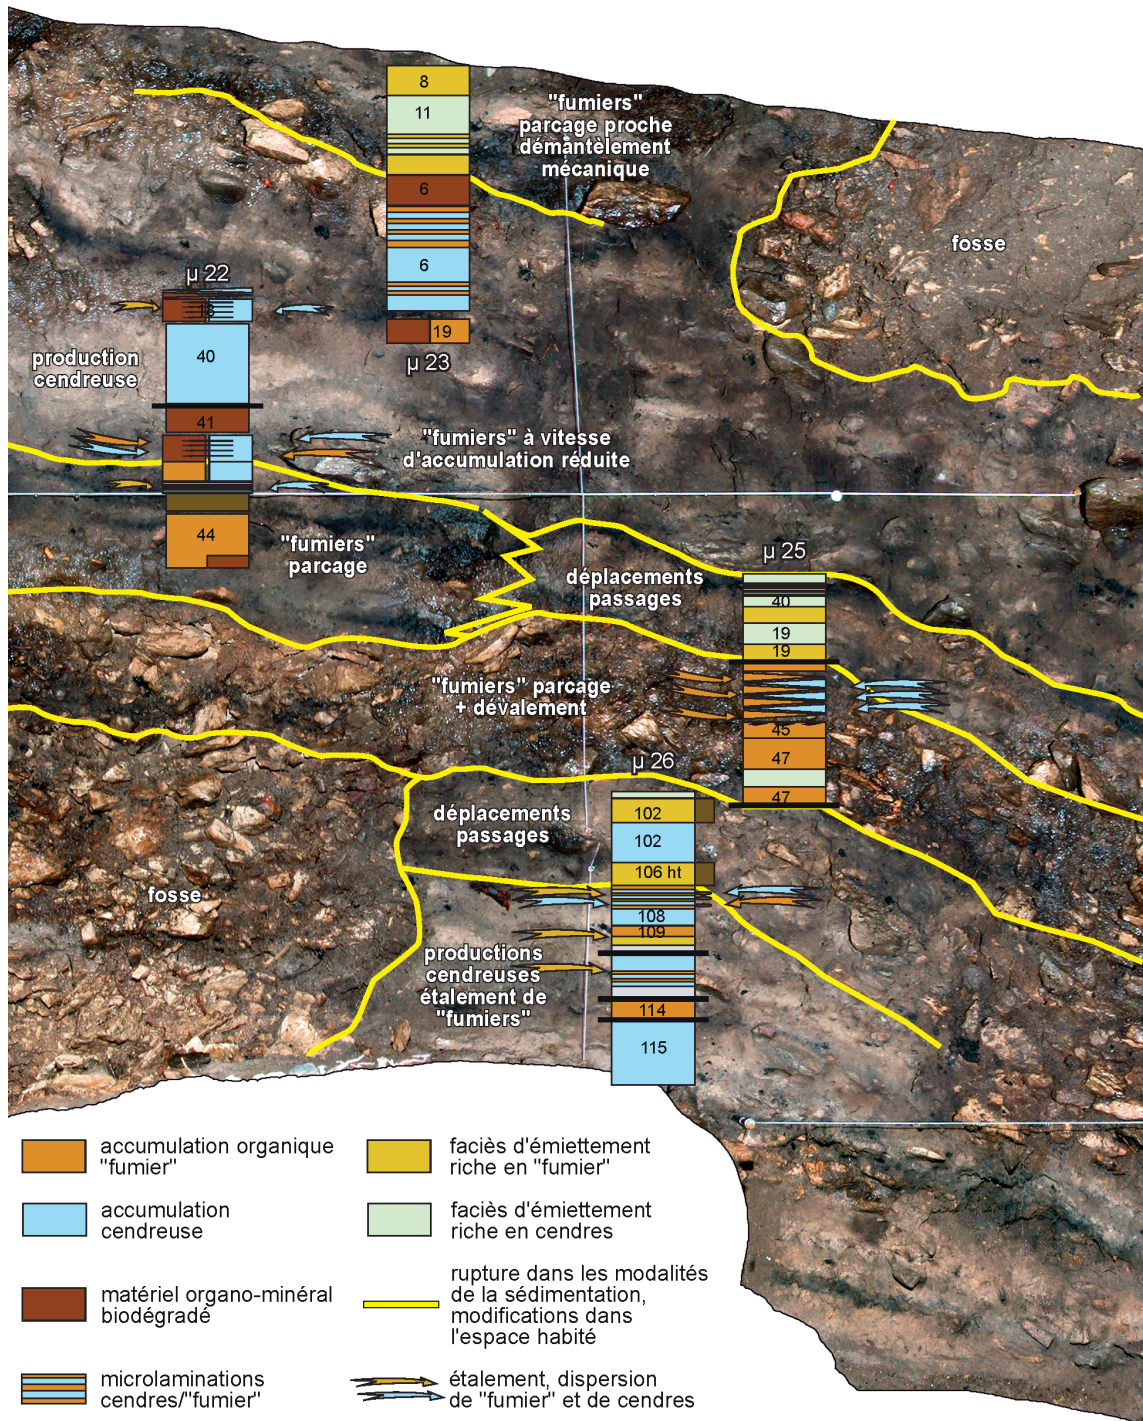 8
11
"fumiers"
parcage proche
démantèlement
mécanique
6
fosse
6
µ 22
19
µ 23
production
cendreuse
40
41
"fumiers" à vitesse
d'accumulation réduite
44
"fumiers"
parcage
µ 25
déplacements
passages
40
19
19
"fumiers" parcage
+ dévalement
45
47
47
µ 26
déplacements
passages
102
102
106 ht
fosse
108
109
productions
cendreuses
étalement de
"fumiers"
114
115
accumulation organique
"fumier"
accumulation
cendreuse
matériel organo-minéral
biodégradé
microlaminations
cendres/"fumier"
faciès d'émiettement
riche en "fumier"
faciès d'émiettement
riche en cendres
rupture dans les modalités
de la sédimentation,
modifications dans
l'espace habité
étalement, dispersion
de "fumier" et de cendres